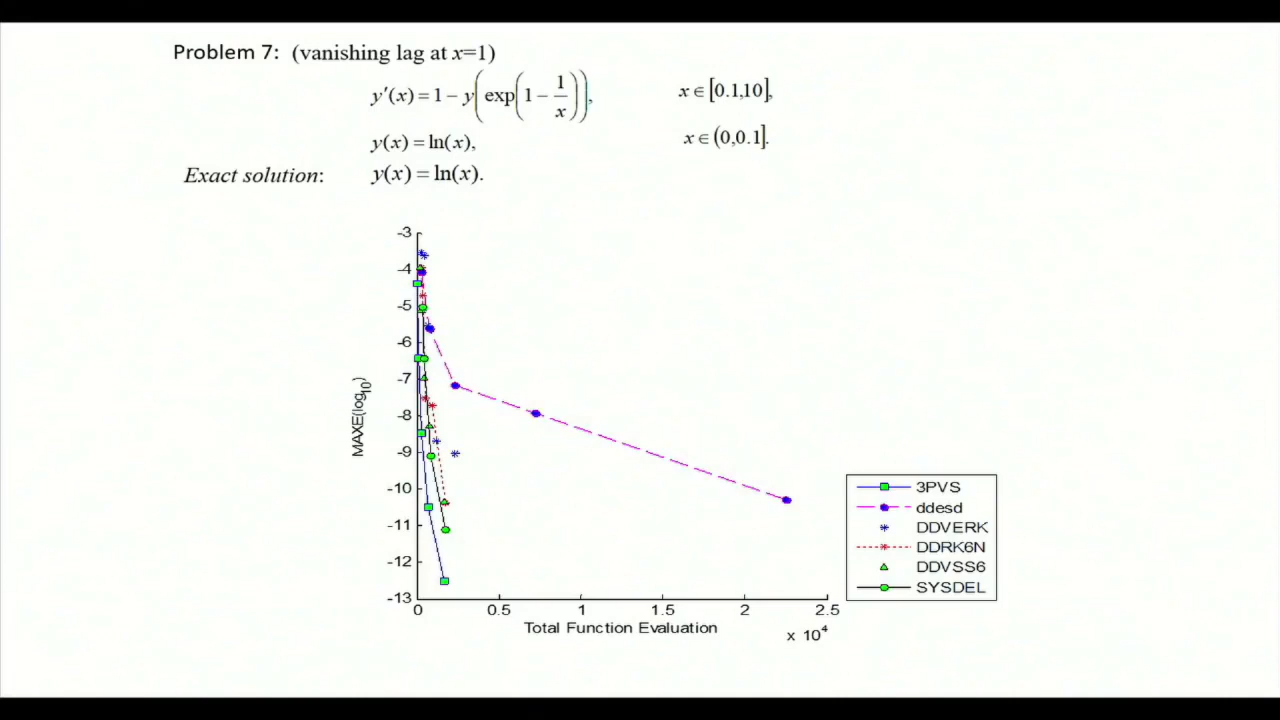 Problem 7: (vanishing lag at x=1)
y′(x) = 1 − y(exp(1 − 1/x)), x ∈ [0.1,10],
y(x) = ln(x), x ∈ (0,0.1].
Exact solution: y(x) = ln(x).
-3
-4
-5
-6
-7
-8
-9
-10
-11
-12
-13
MAXE(log10)
0 0.5 1 1.5 2 2.5
Total Function Evaluation
x 10⁴
3PVS
ddesd
DDVERK
DDRK6N
DDVSS6
SYSDEL